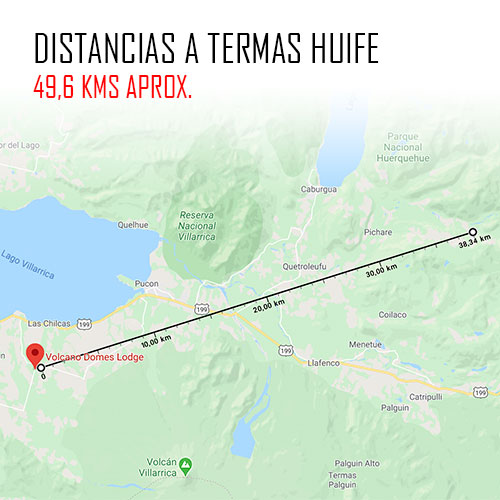 DISTANCIAS A TERMAS HUIFE
49,6 KMS APROX.
Parque
Nacional
Huerquehue
or del Lago
Caburgua
Reserva
Nacional
Villarrica
Quelhue
Pichare
38,34 km
Lago Villarrica
Quetroleufu
30,00 km
Pucon
20,00 km
199
Coilaco
199
Las Chilcas
199
10,00 km
Menetue
199
Volcano Domes Lodge
Llafenco
0
199
Catripulli
Palguin
Volcán
Villarrica
Palguin Alto
Termas
Palguin